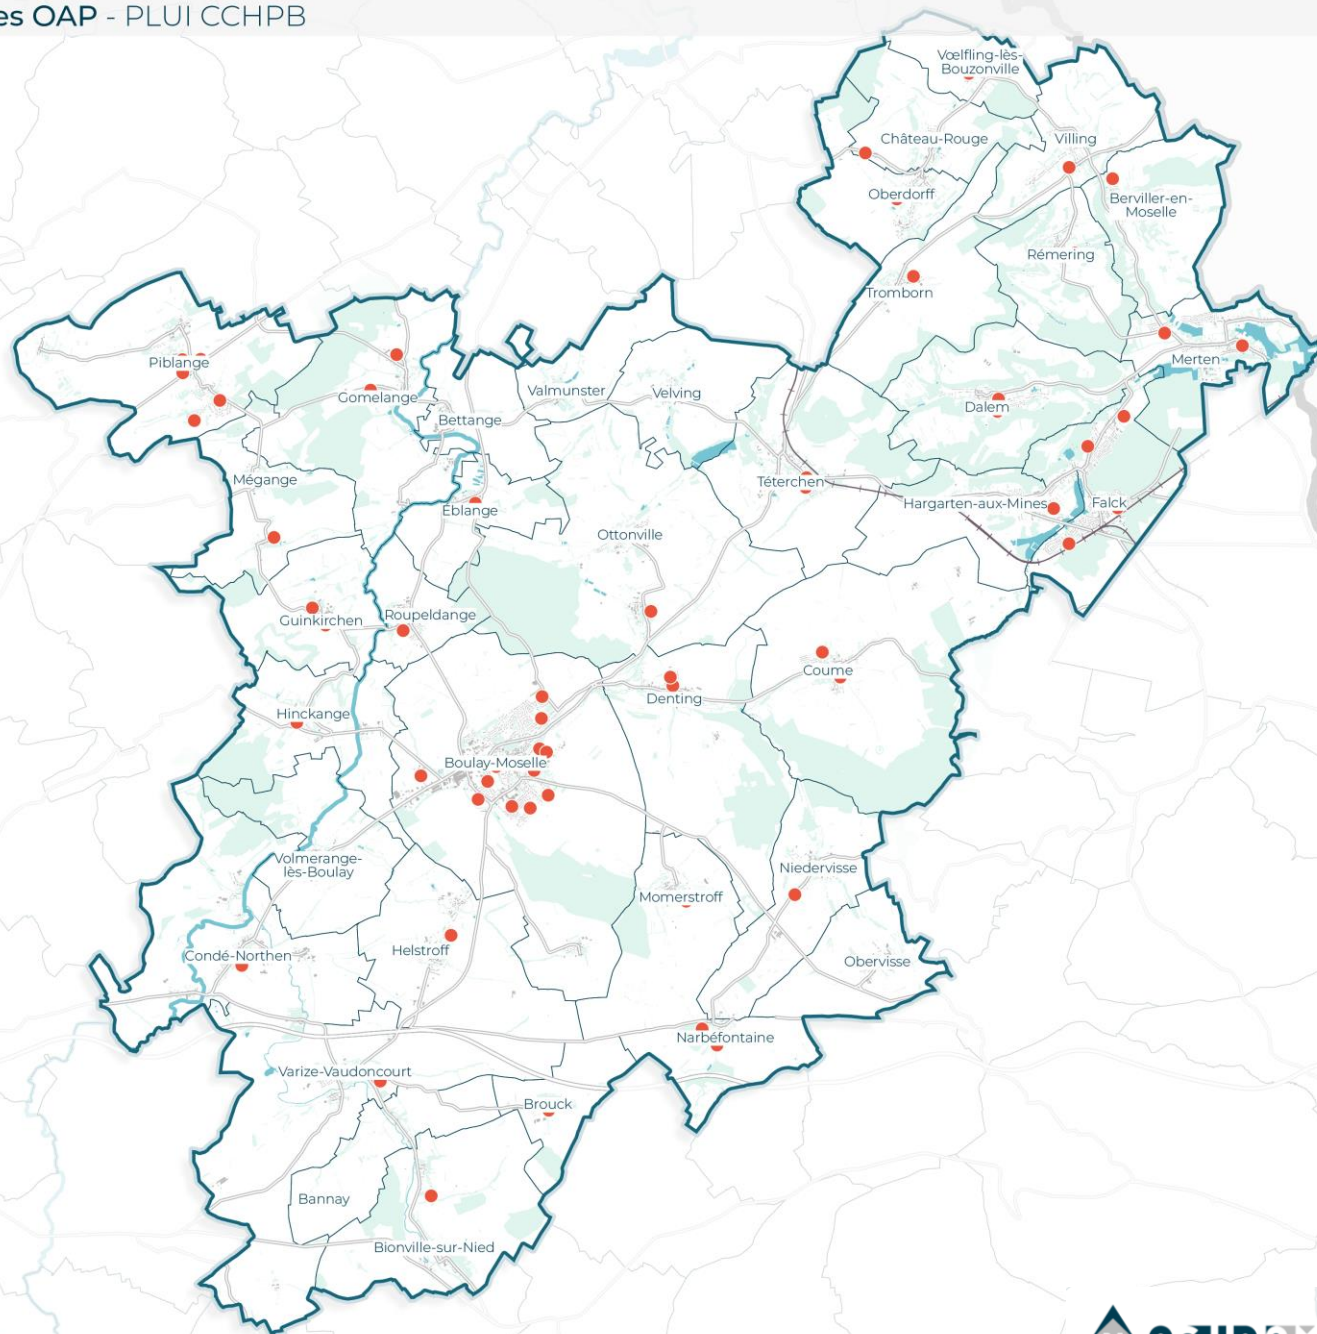 es OAP - PLUI CCHPB
Vœlfling-lès-
Bouzonville
Château-Rouge
Villing
Oberdorff
Berviller-en-
Moselle
Rémering
Tromborn
Merten
Piblange
Gomelange
Valmunster
Velving
Dalem
Bettange
Mégange
Téterchen
Hargarten-aux-Mines
Falck
Éblange
Ottonville
Guinkirchen
Roupeldange
Coume
Denting
Hinckange
Boulay-Moselle
Volmerange-
lès-Boulay
Niedervisse
Momerstroff
Helstroff
Condé-Northen
Obervisse
Narbéfontaine
Varize-Vaudoncourt
Brouck
Bannay
Bionville-sur-Nied